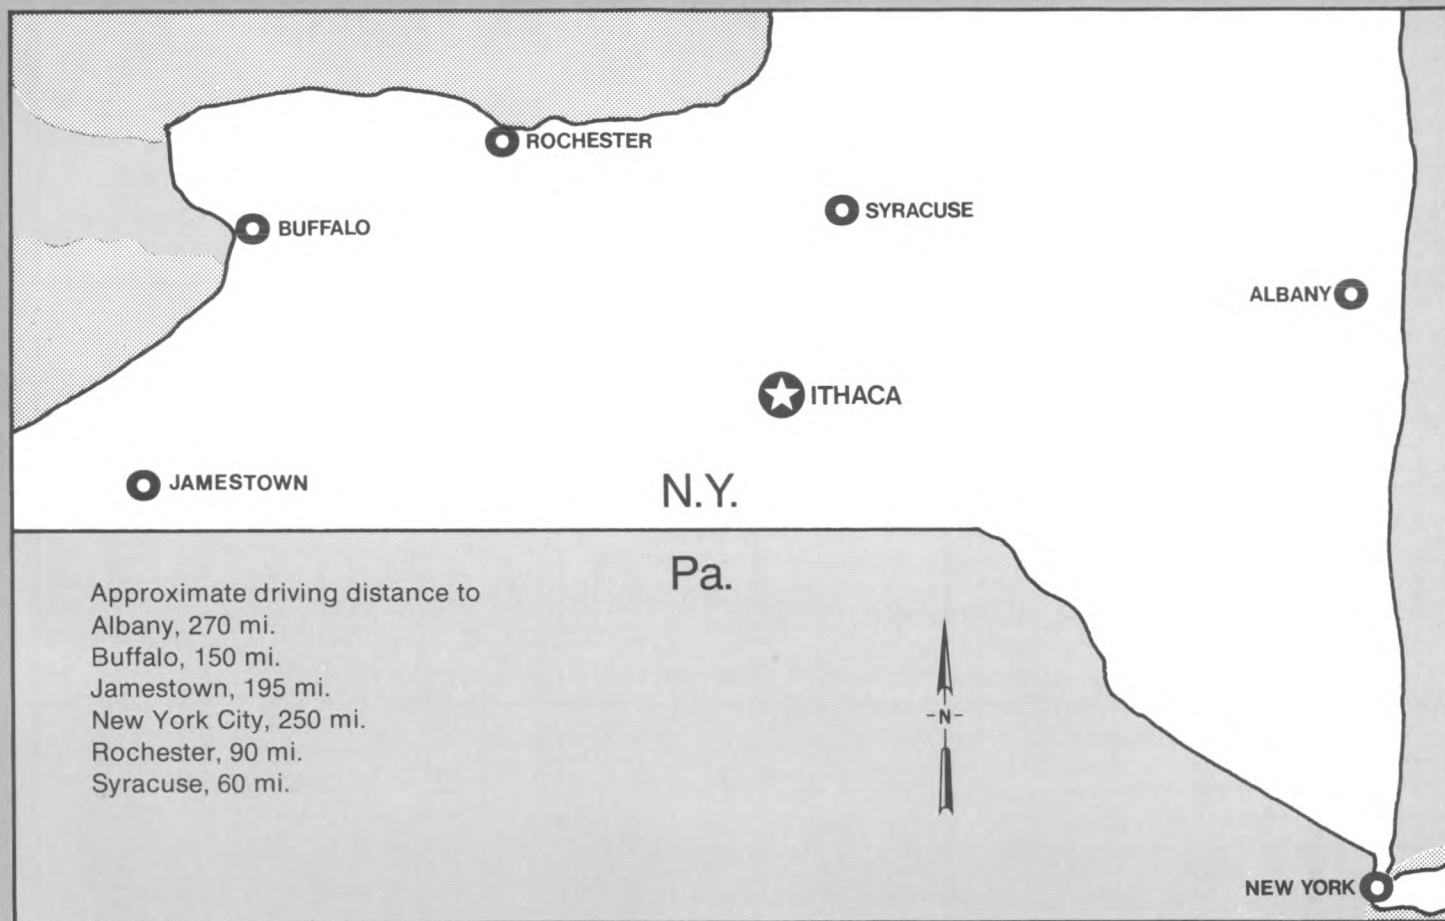 ROCHESTER
SYRACUSE
BUFFALO
ALBANY
ITHACA
JAMESTOWN
N.Y.
Pa.
Approximate driving distance to
Albany, 270 mi.
Buffalo, 150 mi.
Jamestown, 195 mi.
New York City, 250 mi.
Rochester, 90 mi.
Syracuse, 60 mi.
-N-
NEW YORK